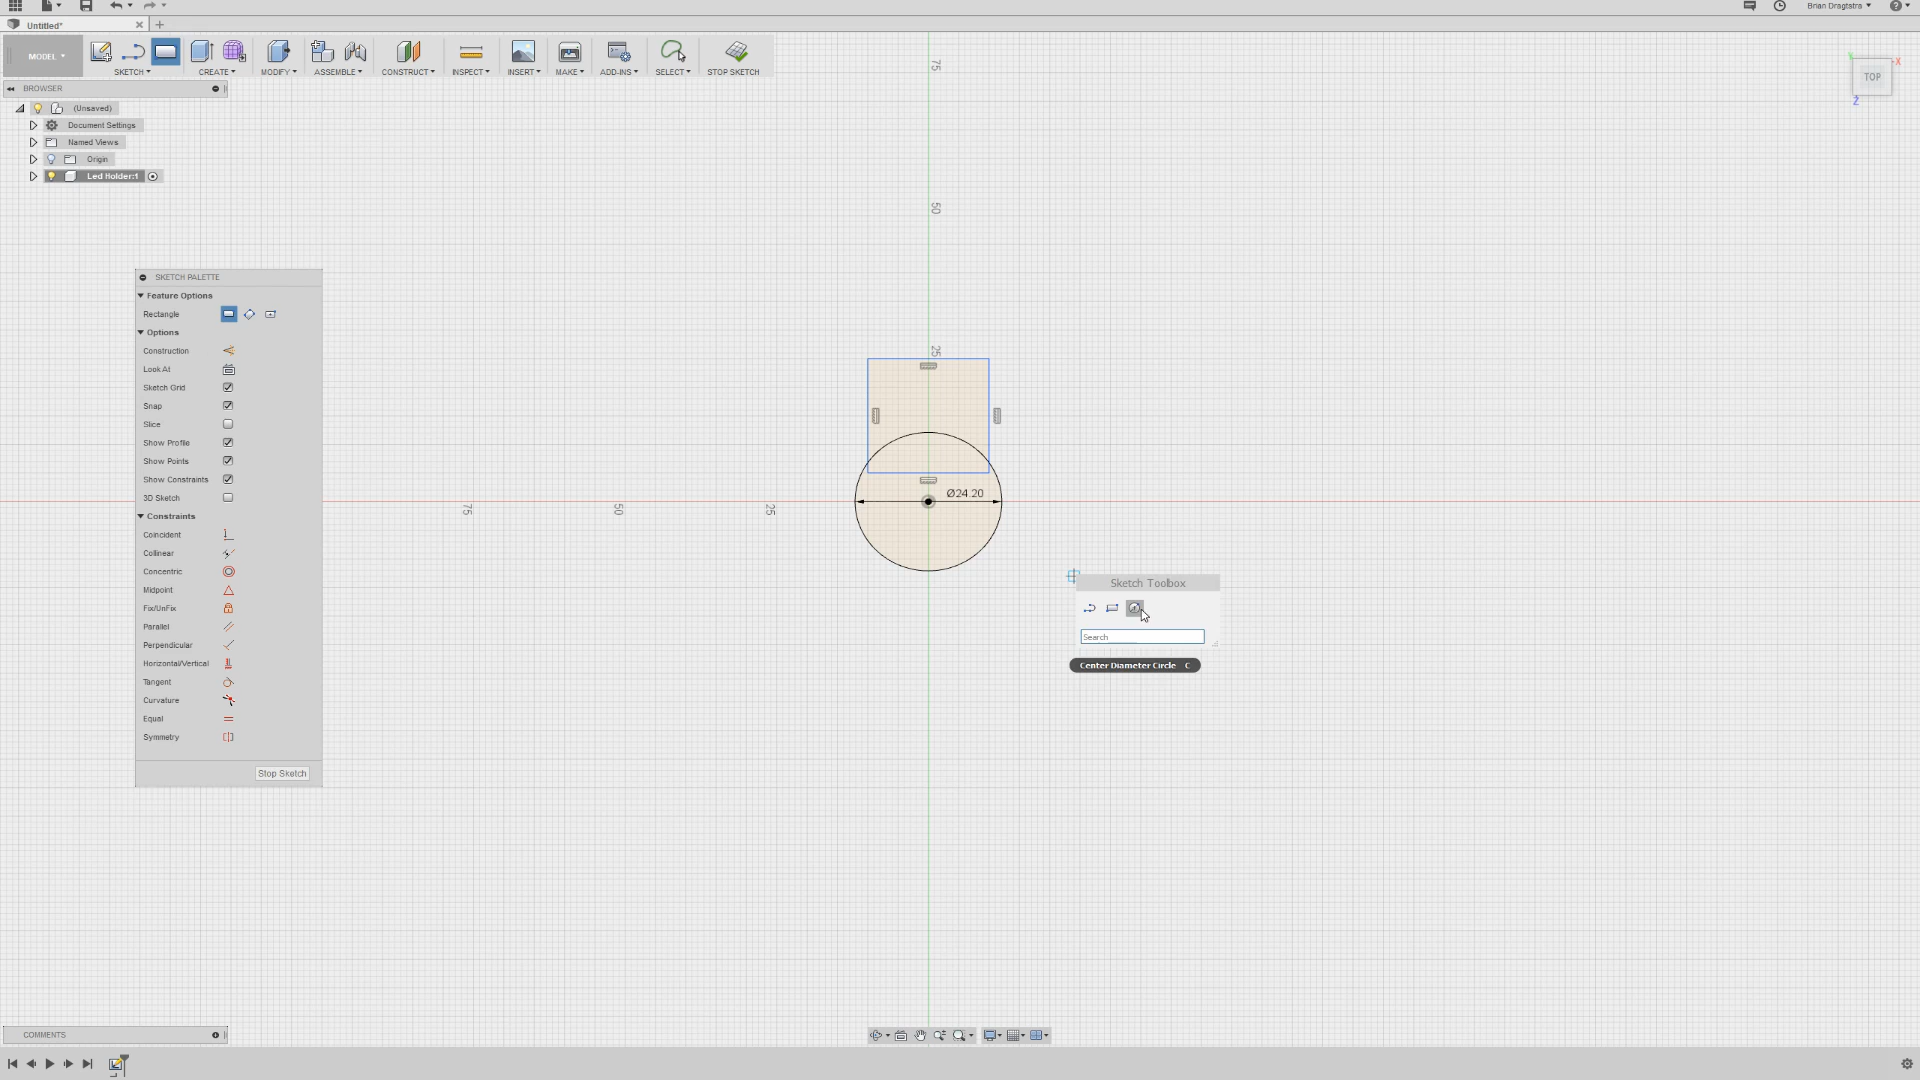 Brian Dragtstra
Untitled*
MODEL
SKETCH
CREATE
MODIFY
ASSEMBLE
CONSTRUCT
INSPECT
INSERT
MAKE
ADD-INS
SELECT
STOP SKETCH
BROWSER
(Unsaved)
Document Settings
Named Views
Origin
Led Holder:1
TOP
X
Z
75
50
25
75
50
25
Ø24.20
SKETCH PALETTE
Feature Options
Rectangle
Options
Construction
Look At
Sketch Grid
Snap
Slice
Show Profile
Show Points
Show Constraints
3D Sketch
Constraints
Coincident
Collinear
Concentric
Midpoint
Fix/UnFix
Parallel
Perpendicular
Horizontal/Vertical
Tangent
Curvature
Equal
Symmetry
Stop Sketch
Sketch Toolbox
Search
Center Diameter Circle C
COMMENTS